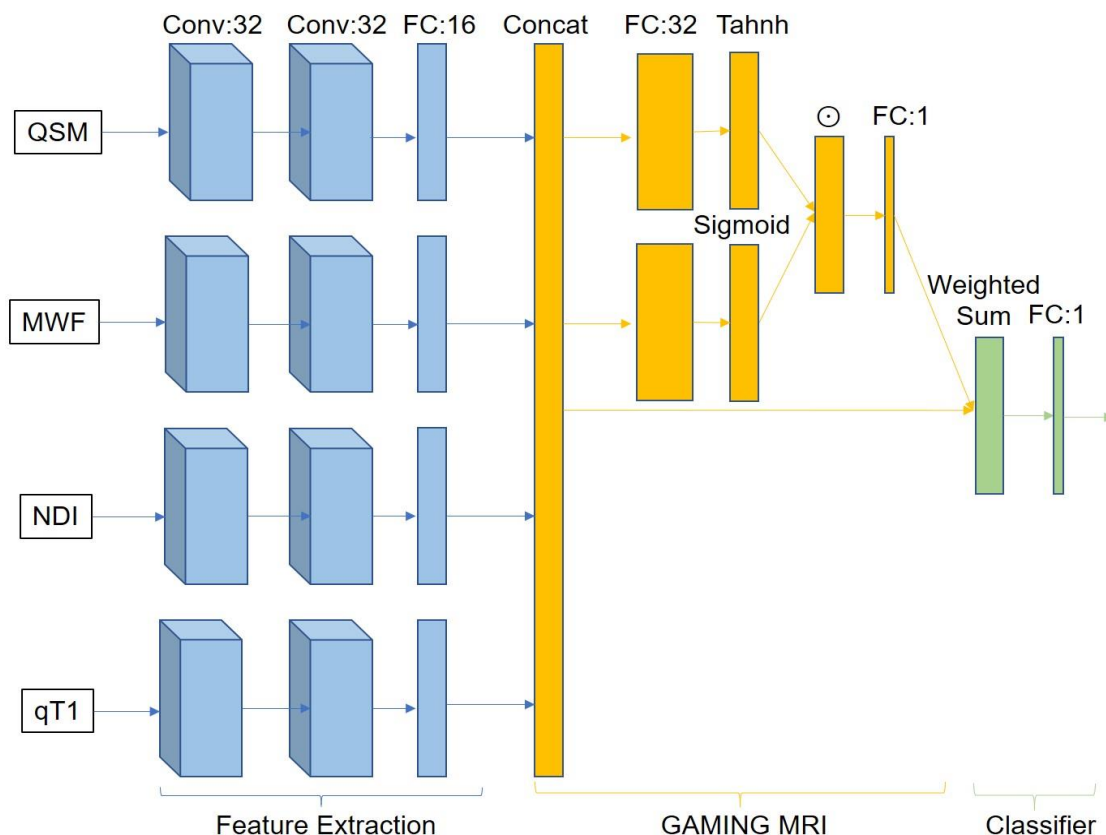 Conv:32 Conv:32 FC:16 Concat FC:32 Tahnh
QSM
⊙ FC:1
Sigmoid
MWF
Weighted
Sum FC:1
NDI
qT1
Feature Extraction GAMING MRI Classifier